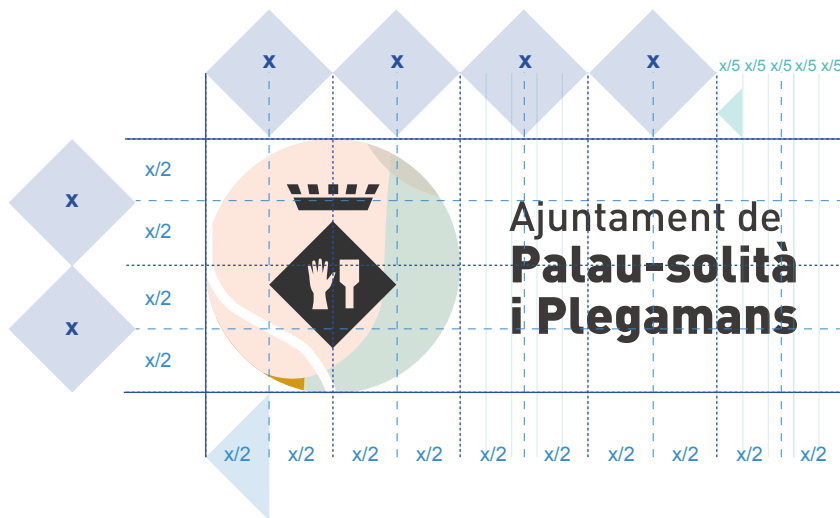 x x x x x/5 x/5 x/5 x/5 x/5
x/2
x
x/2
Ajuntament de
Palau-solità
x/2
i Plegamans
x
x/2
x/2 x/2 x/2 x/2 x/2 x/2 x/2 x/2 x/2 x/2